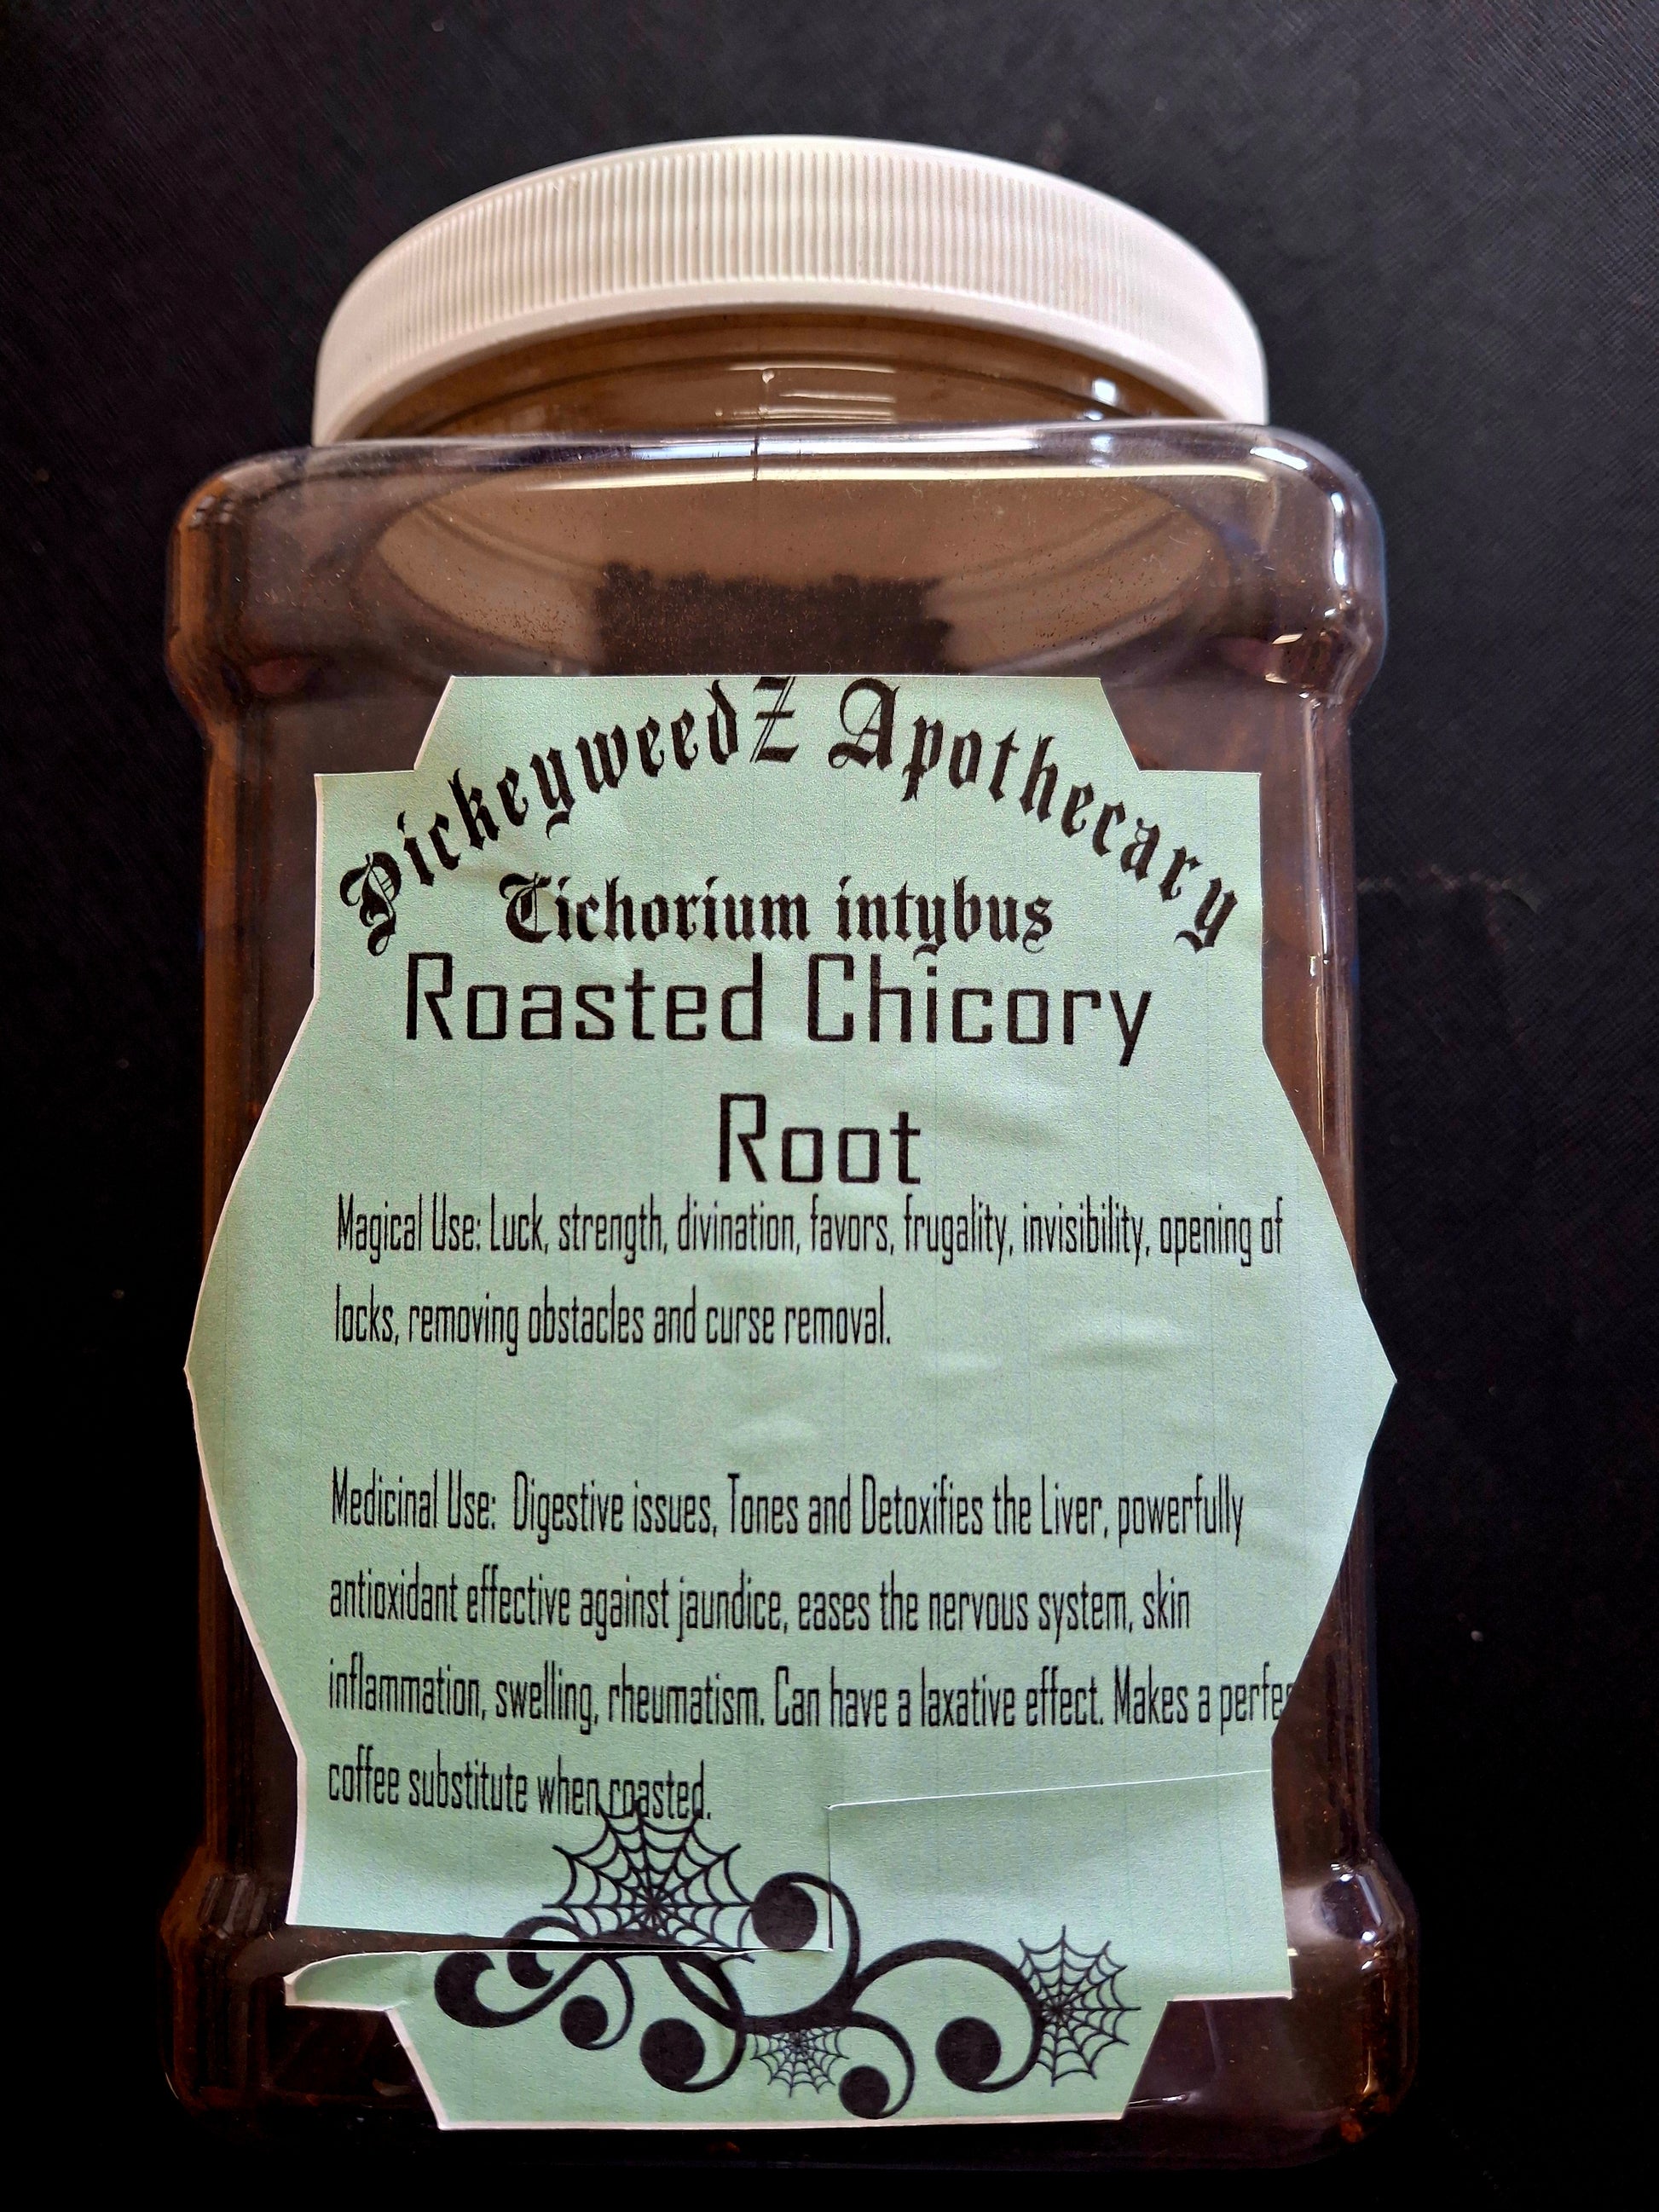 PickeyweedZ Apothecary
Cichorium intybus
Roasted Chicory
Root
Magical Use: Luck, strength, divination, favors, frugality, invisibility, opening of
locks, removing obstacles and curse removal.
Medicinal Use: Digestive issues, Tones and Detoxifies the Liver, powerfully
antioxidant effective against jaundice, eases the nervous system, skin
inflammation, swelling, rheumatism. Can have a laxative effect. Makes a perfec
coffee substitute when roasted.